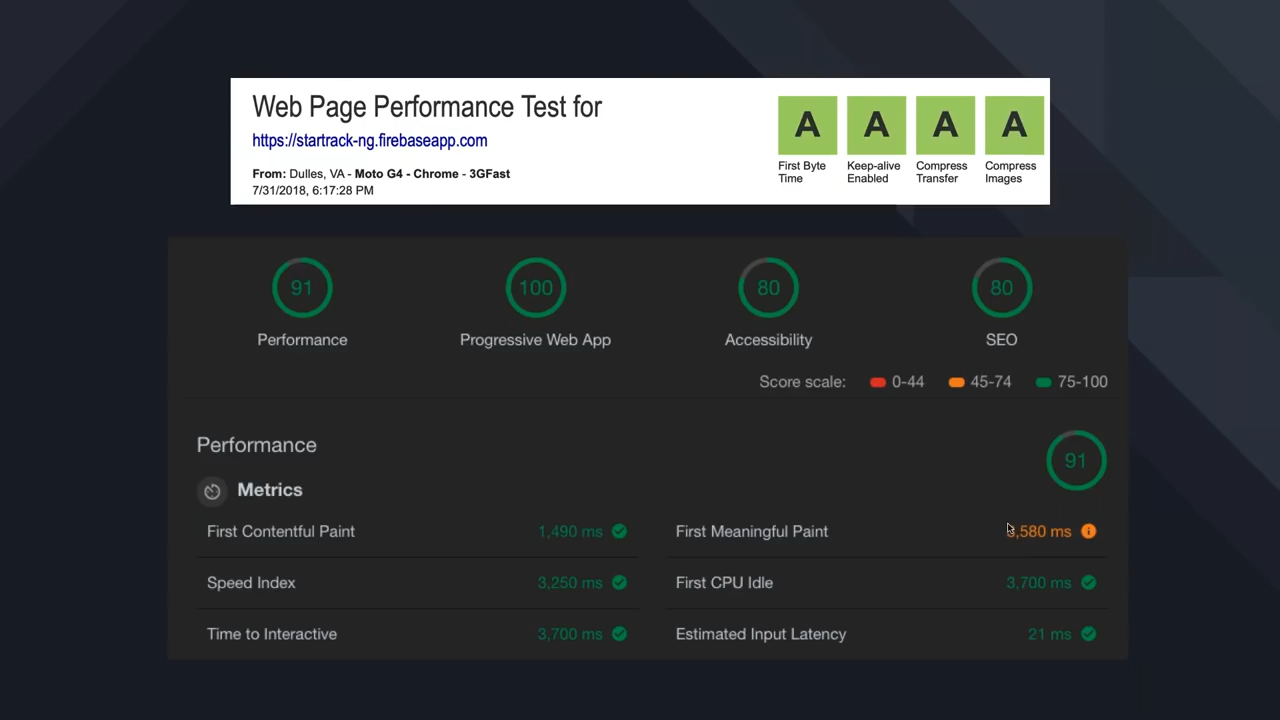 Web Page Performance Test for
https://startrack-ng.firebaseapp.com
From: Dulles, VA - Moto G4 - Chrome - 3GFast
7/31/2018, 6:17:28 PM
A A A A
First Byte Time
Keep-alive Enabled
Compress Transfer
Compress Images
91 100 80 80
Performance Progressive Web App Accessibility SEO
Score scale: 0-44 45-74 75-100
Performance 91
Metrics
First Contentful Paint 1,490 ms
First Meaningful Paint ms
Speed Index 3,250 ms
First CPU Idle 3,700 ms
Time to Interactive 3,700 ms
Estimated Input Latency 21 ms